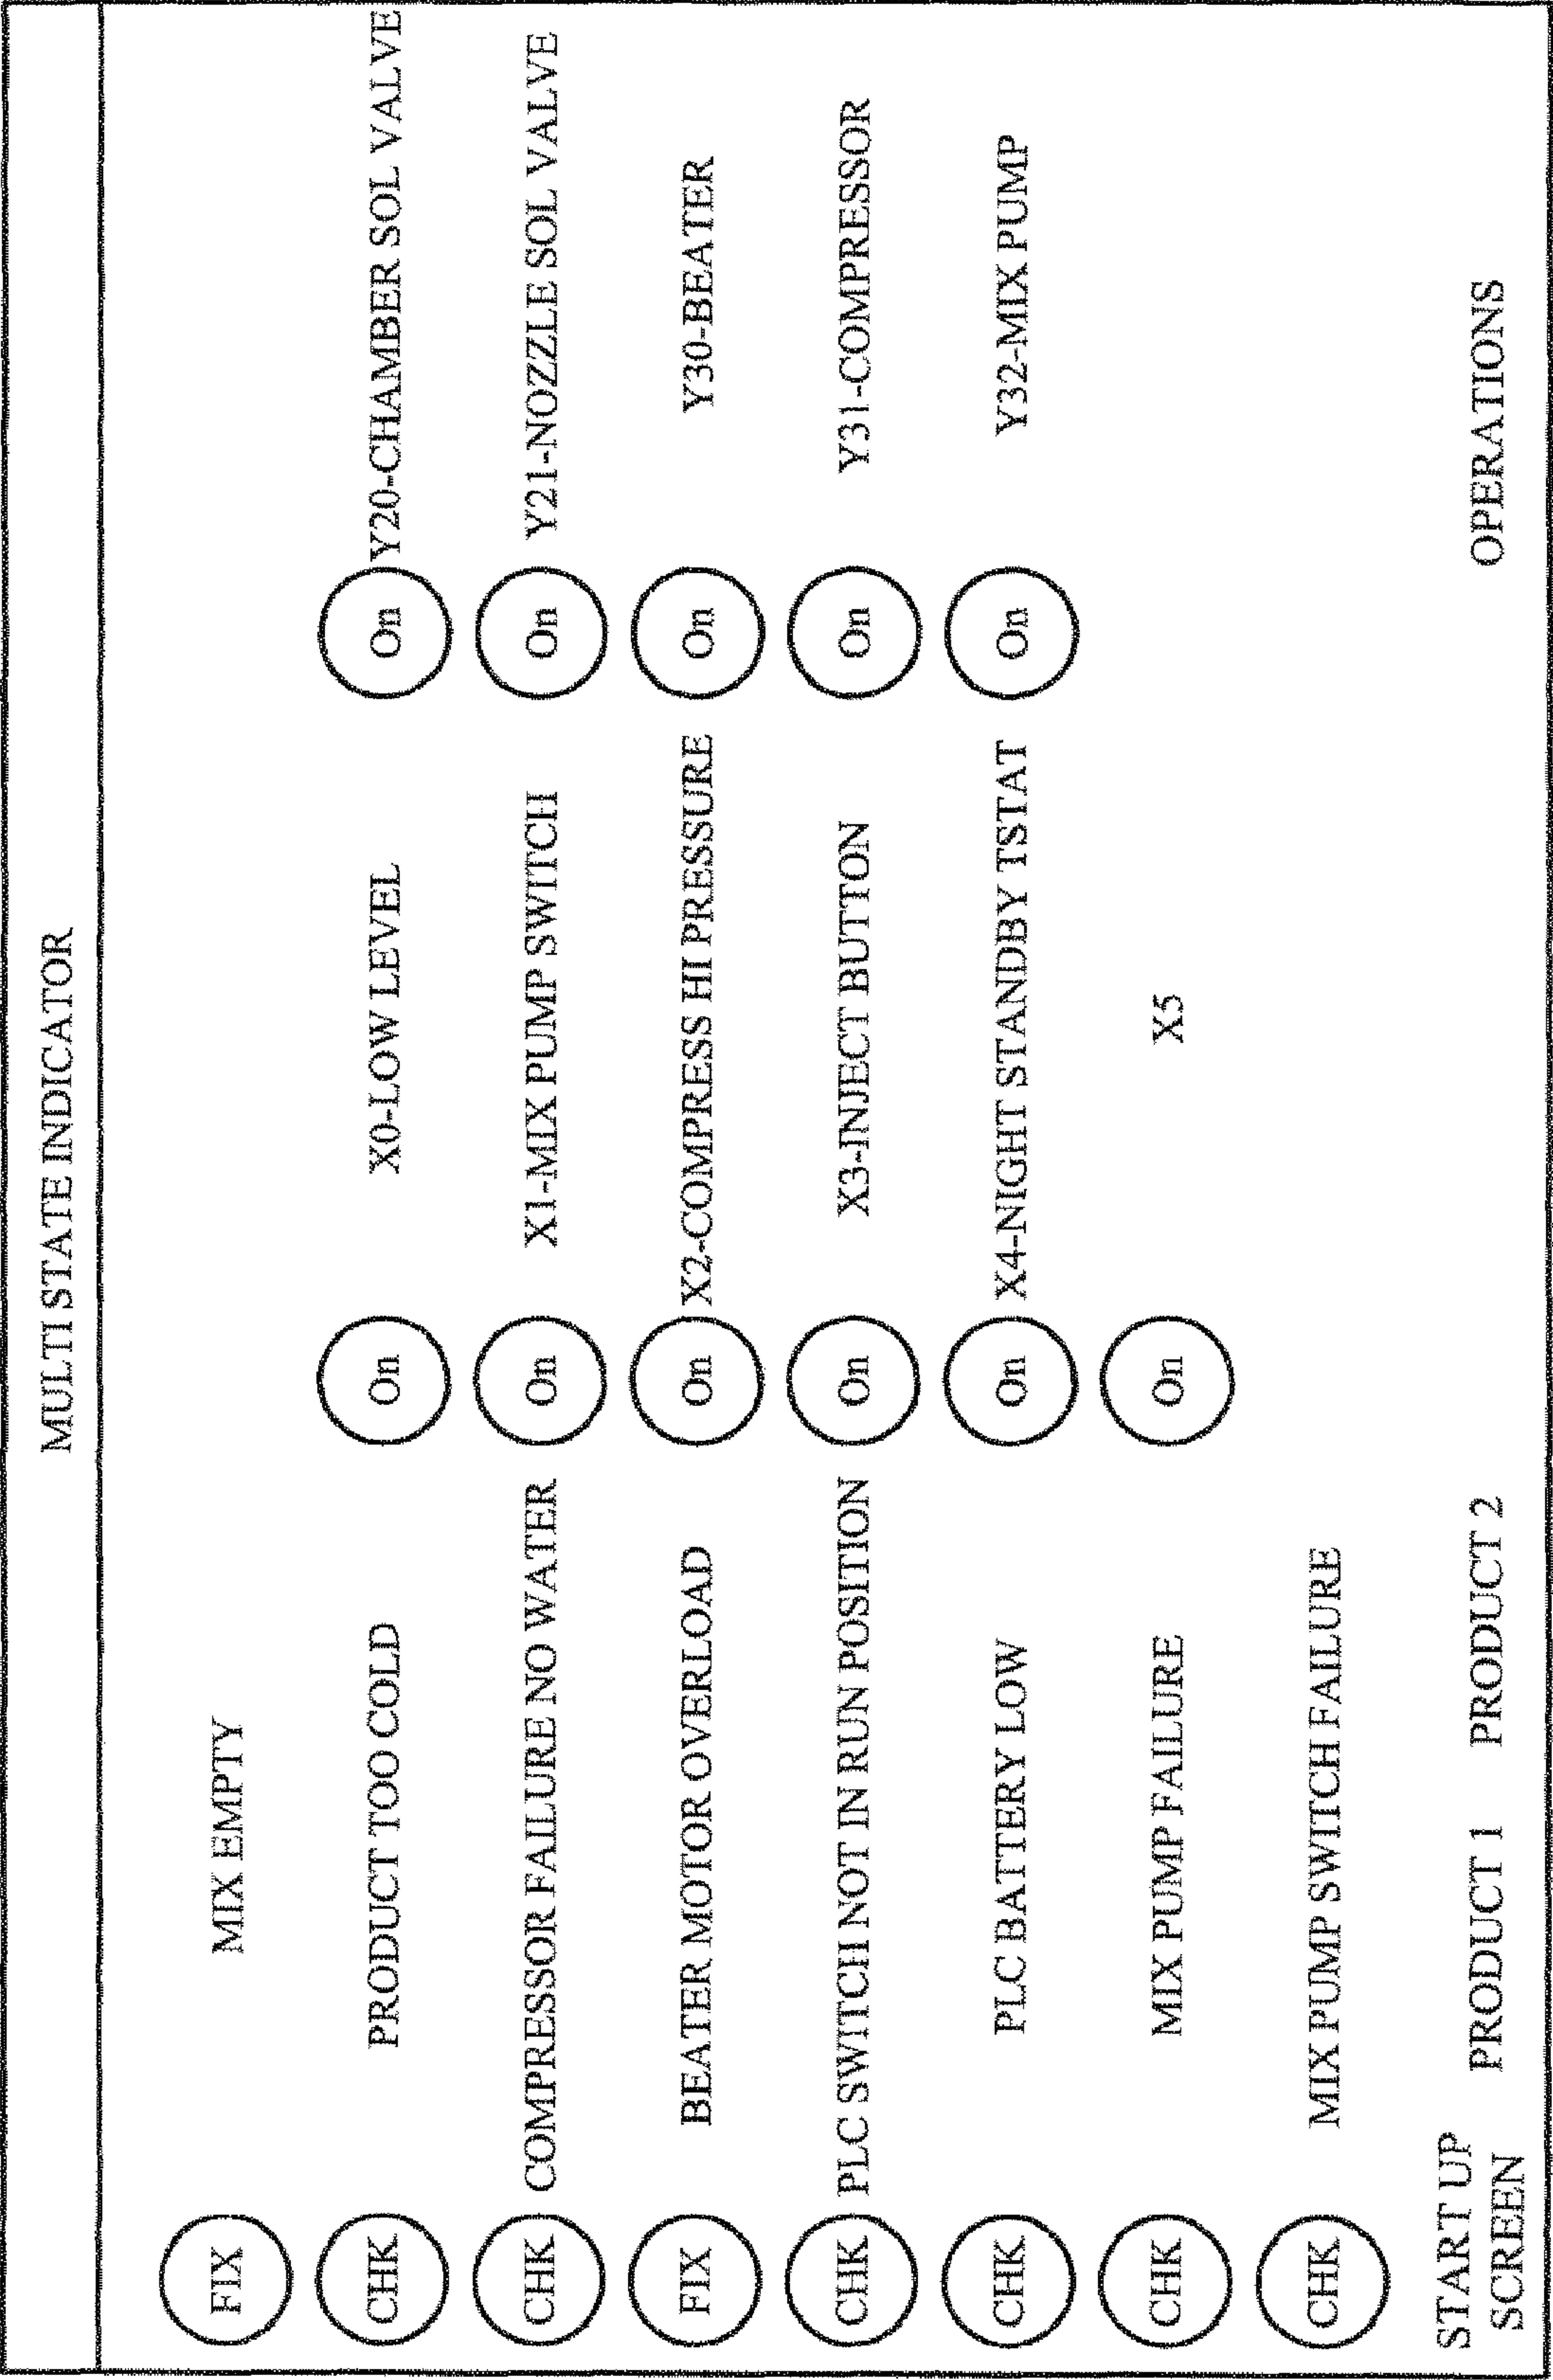 MULTI STATE INDICATOR
FIX MIX EMPTY
CHK PRODUCT TOO COLD On X0-LOW LEVEL On Y20-CHAMBER SOL VALVE
CHK COMPRESSOR FAILURE NO WATER On X1-MIX PUMP SWITCH On Y21-NOZZLE SOL VALVE
FIX BEATER MOTOR OVERLOAD On X2-COMPRESS HI PRESSURE On Y30-BEATER
CHK PLC SWITCH NOT IN RUN POSITION On X3-INJECT BUTTON On Y31-COMPRESSOR
CHK PLC BATTERY LOW On X4-NIGHT STANDBY TSTAT On Y32-MIX PUMP
CHK MIX PUMP FAILURE On X5
CHK MIX PUMP SWITCH FAILURE
START UP
SCREEN PRODUCT 1 PRODUCT 2 OPERATIONS